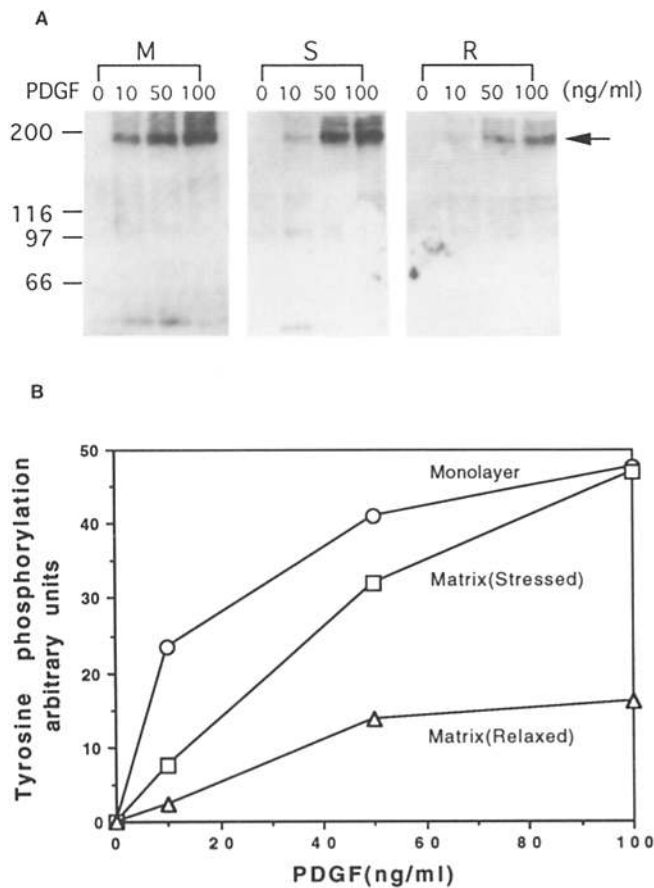 A
M S R
PDGF 0 10 50 100 0 10 50 100 0 10 50 100 (ng/ml)
200
116
97
66
B
50
40
30
20
10
0
Tyrosine phosphorylation
arbitrary units
Monolayer
Matrix(Stressed)
Matrix(Relaxed)
0 20 40 60 80 100
PDGF(ng/ml)